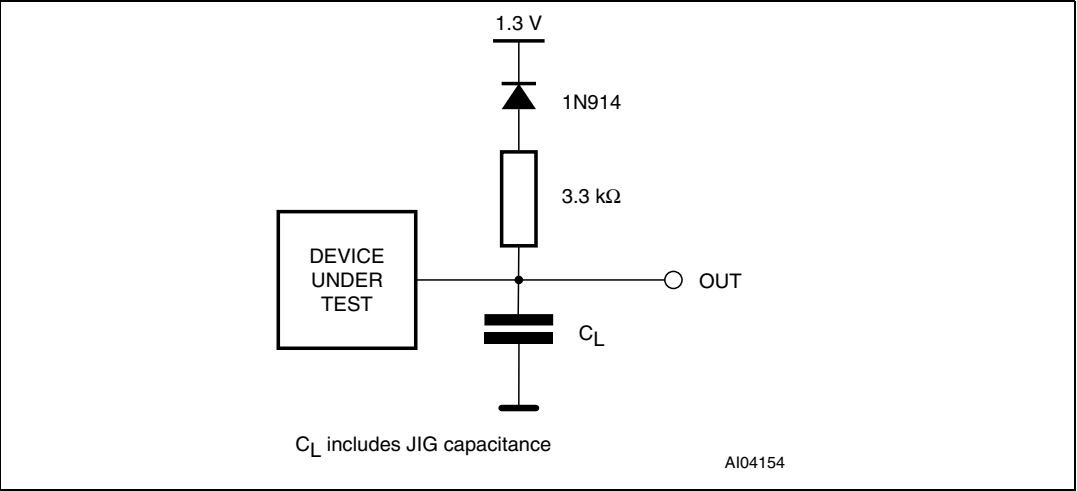 1.3 V
1N914
3.3 kΩ
DEVICE
UNDER
TEST
OUT
CL
CL includes JIG capacitance
AI04154